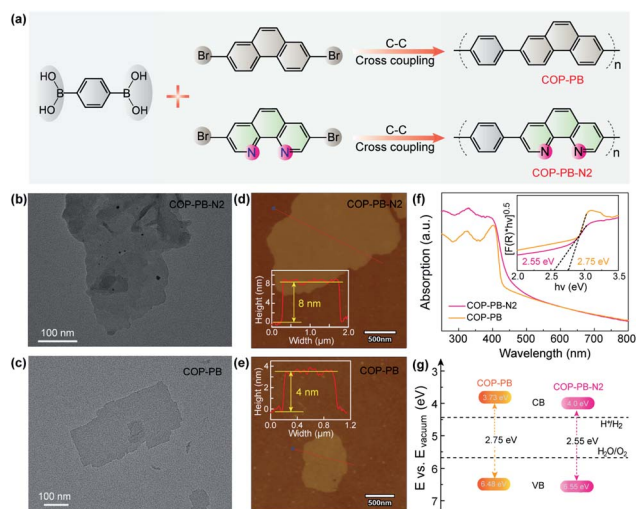 (a)
Br
Br
C-C
Cross coupling
n
COP-PB
HO
OH
B
B
HO
OH
+
Br
Br
N
N
C-C
Cross coupling
N
N
n
COP-PB-N2
(b)
COP-PB-N2
100 nm
(c)
COP-PB
100 nm
(d)
COP-PB-N2
Height (nm)
8
4
0
8 nm
0.0
1.0
2.0
Width (μm)
500nm
(e)
COP-PB
Height (nm)
4
2
0
4 nm
0.0
0.4
0.8
Width (μm)
500nm
(f)
Absorption (a.u.)
[F(R)*hv]0.5
2.55 eV
2.75 eV
2.0
2.5
3.0
3.5
hv (eV)
COP-PB-N2
COP-PB
300
400
500
600
700
800
Wavelength (nm)
(g)
E vs. Evacuum (eV)
4
5
6
7
COP-PB
COP-PB-N2
3.73 eV
CB
4.0 eV
H+/H2
2.75 eV
2.55 eV
H2O/O2
6.48 eV
VB
6.55 eV